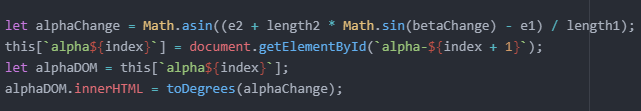 let alphaChange = Math.asin((e2 + length2 * Math.sin(betaChange) - e1) / length1);
this[`alpha${index}`] = document.getElementById(`alpha-${index + 1}`);
let alphaDOM = this[`alpha${index}`];
alphaDOM.innerHTML = toDegrees(alphaChange);